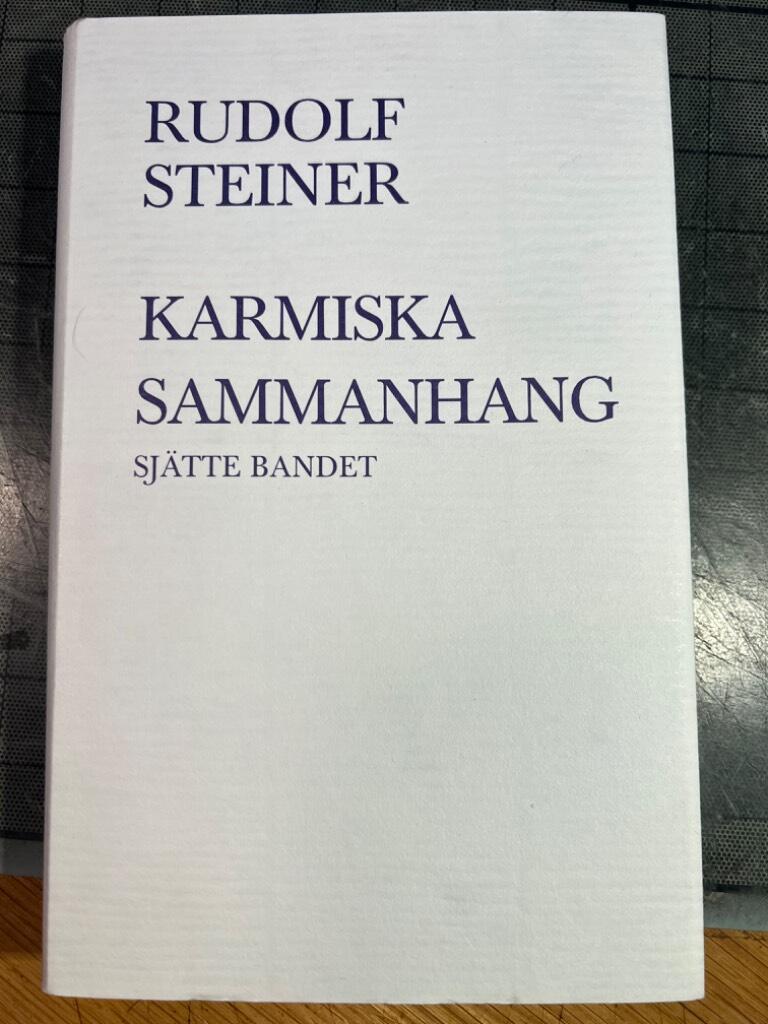 RUDOLF
STEINER
KARMISKA
SAMMANHANG
SJÄTTE BANDET